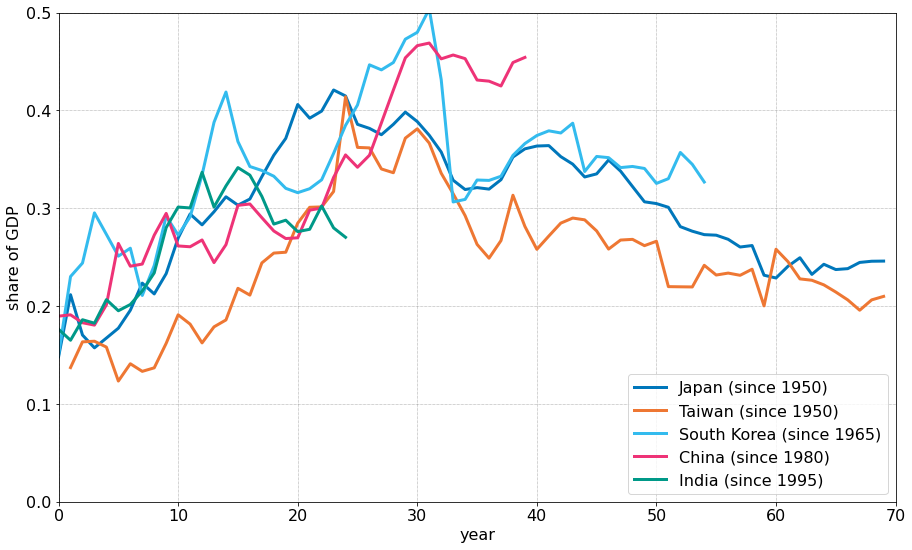 0.5
0.4
0.3
0.2
0.1
0.0
share of GDP
0 10 20 30 40 50 60 70
year
Japan (since 1950)
Taiwan (since 1950)
South Korea (since 1965)
China (since 1980)
India (since 1995)